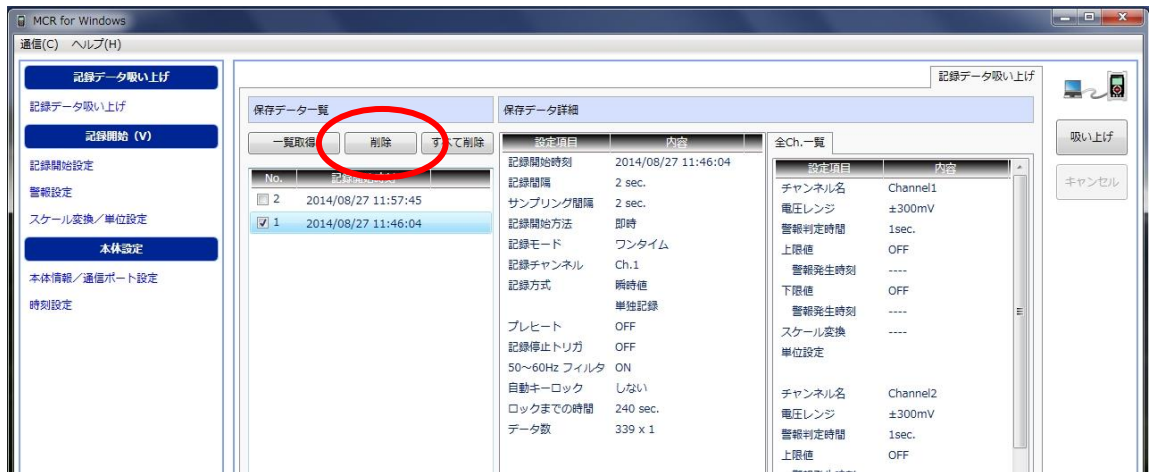 MCR for Windows
通信(C) ヘルプ(H)
記録データ吸い上げ
記録データ吸い上げ
記録開始 (V)
記録開始設定
警報設定
スケール変換／単位設定
本体設定
本体情報／通信ポート設定
時刻設定
記録データ吸い上げ
保存データ一覧
一覧取得 削除 すべて削除
No. 記録開始時刻
2 2014/08/27 11:57:45
1 2014/08/27 11:46:04
保存データ詳細
設定項目 内容
記録開始時刻 2014/08/27 11:46:04
記録間隔 2 sec.
サンプリング間隔 2 sec.
記録開始方法 即時
記録モード ワンタイム
記録チャンネル Ch.1
記録方式 瞬時値
単独記録
プレヒート OFF
記録停止トリガ OFF
50～60Hz フィルタ ON
自動キーロック しない
ロックまでの時間 240 sec.
データ数 339 x 1
全Ch.一覧
設定項目 内容
チャンネル名 Channel1
電圧レンジ ±300mV
警報判定時間 1sec.
上限値 OFF
警報発生時刻 ----
下限値 OFF
警報発生時刻 ----
スケール変換 ----
単位設定
チャンネル名 Channel2
電圧レンジ ±300mV
警報判定時間 1sec.
上限値 OFF
吸い上げ
キャンセル